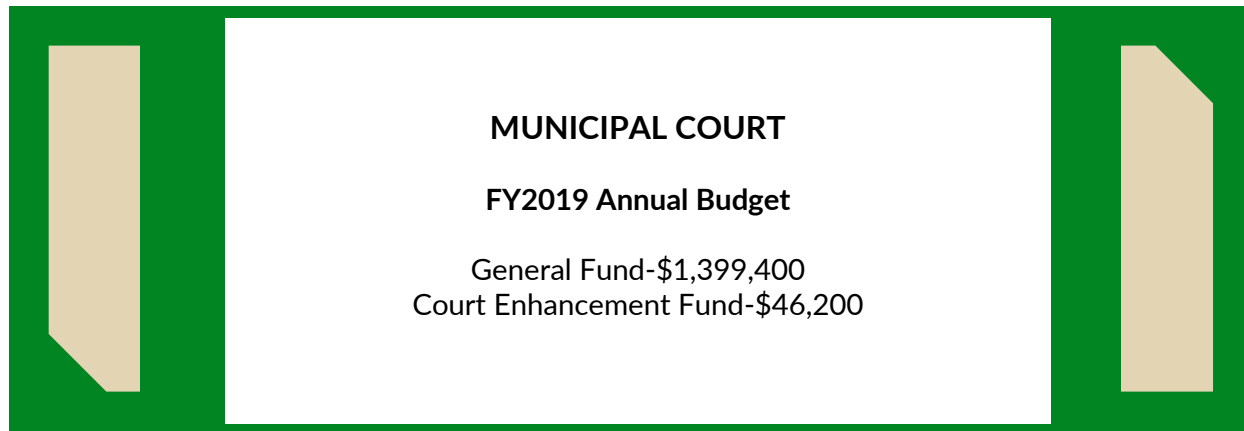 MUNICIPAL COURT
FY2019 Annual Budget
General Fund-$1,399,400
Court Enhancement Fund-$46,200